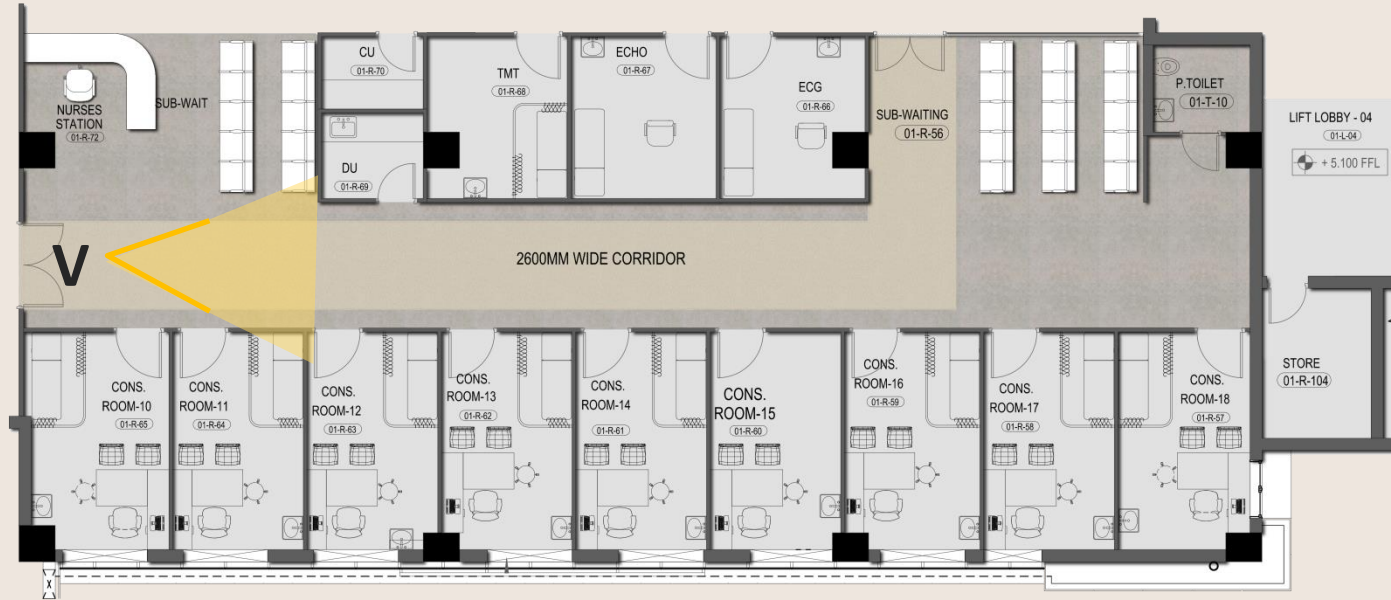 NURSES
STATION
01-R-72
SUB-WAIT
CU
01-R-70
DU
01-R-69
TMT
01-R-68
ECHO
01-R-67
ECG
01-R-66
SUB-WAITING
01-R-56
P.TOILET
01-T-10
LIFT LOBBY - 04
01-L-04
+ 5.100 FFL
V
2600MM WIDE CORRIDOR
CONS.
ROOM-10
01-R-65
CONS.
ROOM-11
01-R-64
CONS.
ROOM-12
01-R-63
CONS.
ROOM-13
01-R-62
CONS.
ROOM-14
01-R-61
CONS.
ROOM-15
01-R-60
CONS.
ROOM-16
01-R-59
CONS.
ROOM-17
01-R-58
CONS.
ROOM-18
01-R-57
STORE
01-R-104
X